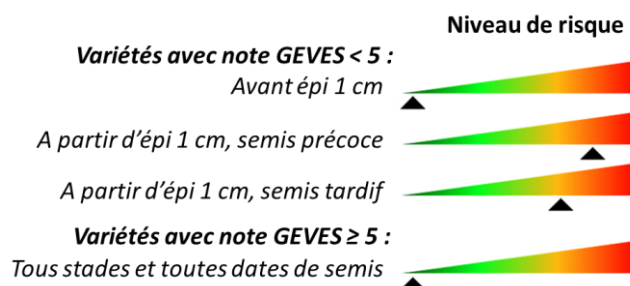 Niveau de risque
Variétés avec note GEVES < 5 :
Avant épi 1 cm
A partir d’épi 1 cm, semis précoce
A partir d’épi 1 cm, semis tardif
Variétés avec note GEVES ≥ 5 :
Tous stades et toutes dates de semis